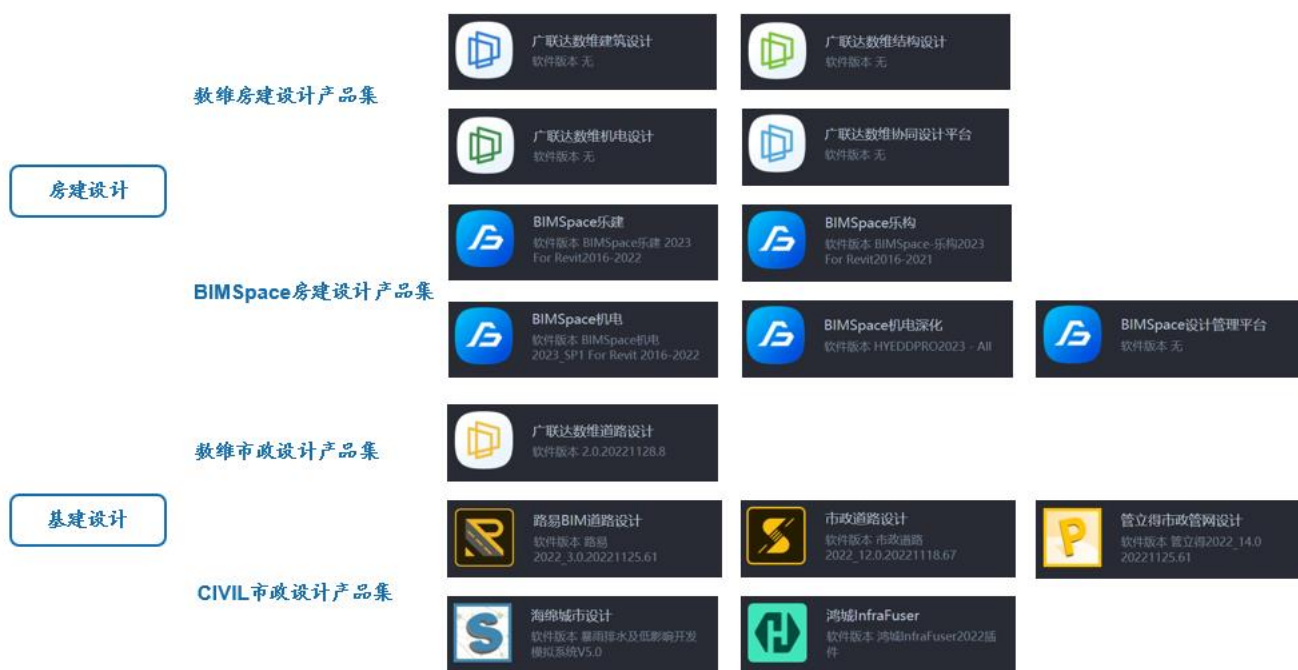 广联达数维建筑设计
软件版本 无
广联达数维结构设计
软件版本 无
数维房建设计产品集
广联达数维机电设计
软件版本 无
广联达数维协同设计平台
软件版本 无
房建设计
BIMSpace乐建
软件版本 BIMSpace乐建 2023
For Revit2016-2022
BIMSpace乐构
软件版本 BIMSpace-乐构2023
For Revit2016-2021
BIMSpace房建设计产品集
BIMSpace机电
软件版本 BIMSpace机电
2023_SP1 For Revit 2016-2022
BIMSpace机电深化
软件版本 HYEDDPRO2023 - All
BIMSpace设计管理平台
软件版本 无
数维市政设计产品集
广联达数维道路设计
软件版本 2.0.20221128.8
基建设计
路易BIM道路设计
软件版本 路易
2022_3.0.20221125.61
市政道路设计
软件版本 市政道路
2022_12.0.20221118.67
P
管立得市政管网设计
软件版本 管立得2022_14.0
20221125.61
CIVIL市政设计产品集
S
海绵城市设计
软件版本 暴雨排水及低影响开发
模拟系统V5.0
鸿城InfraFuser
软件版本 鸿城InfraFuser2022插
件